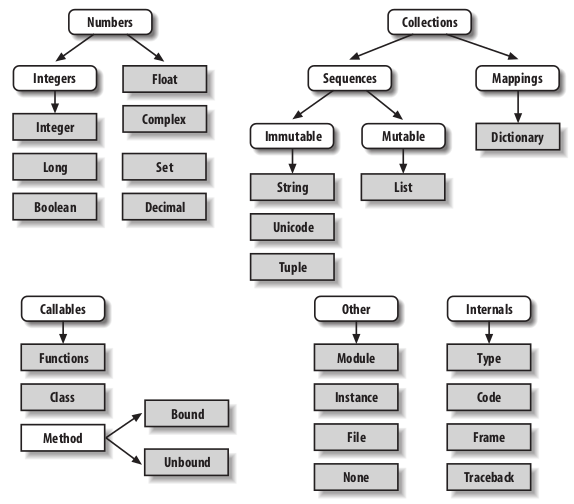 Numbers
Integers
Float
Integer
Complex
Long
Set
Boolean
Decimal
Collections
Sequences
Mappings
Immutable
Mutable
Dictionary
String
List
Unicode
Tuple
Callables
Functions
Class
Method
Bound
Unbound
Other
Module
Instance
File
None
Internals
Type
Code
Frame
Traceback